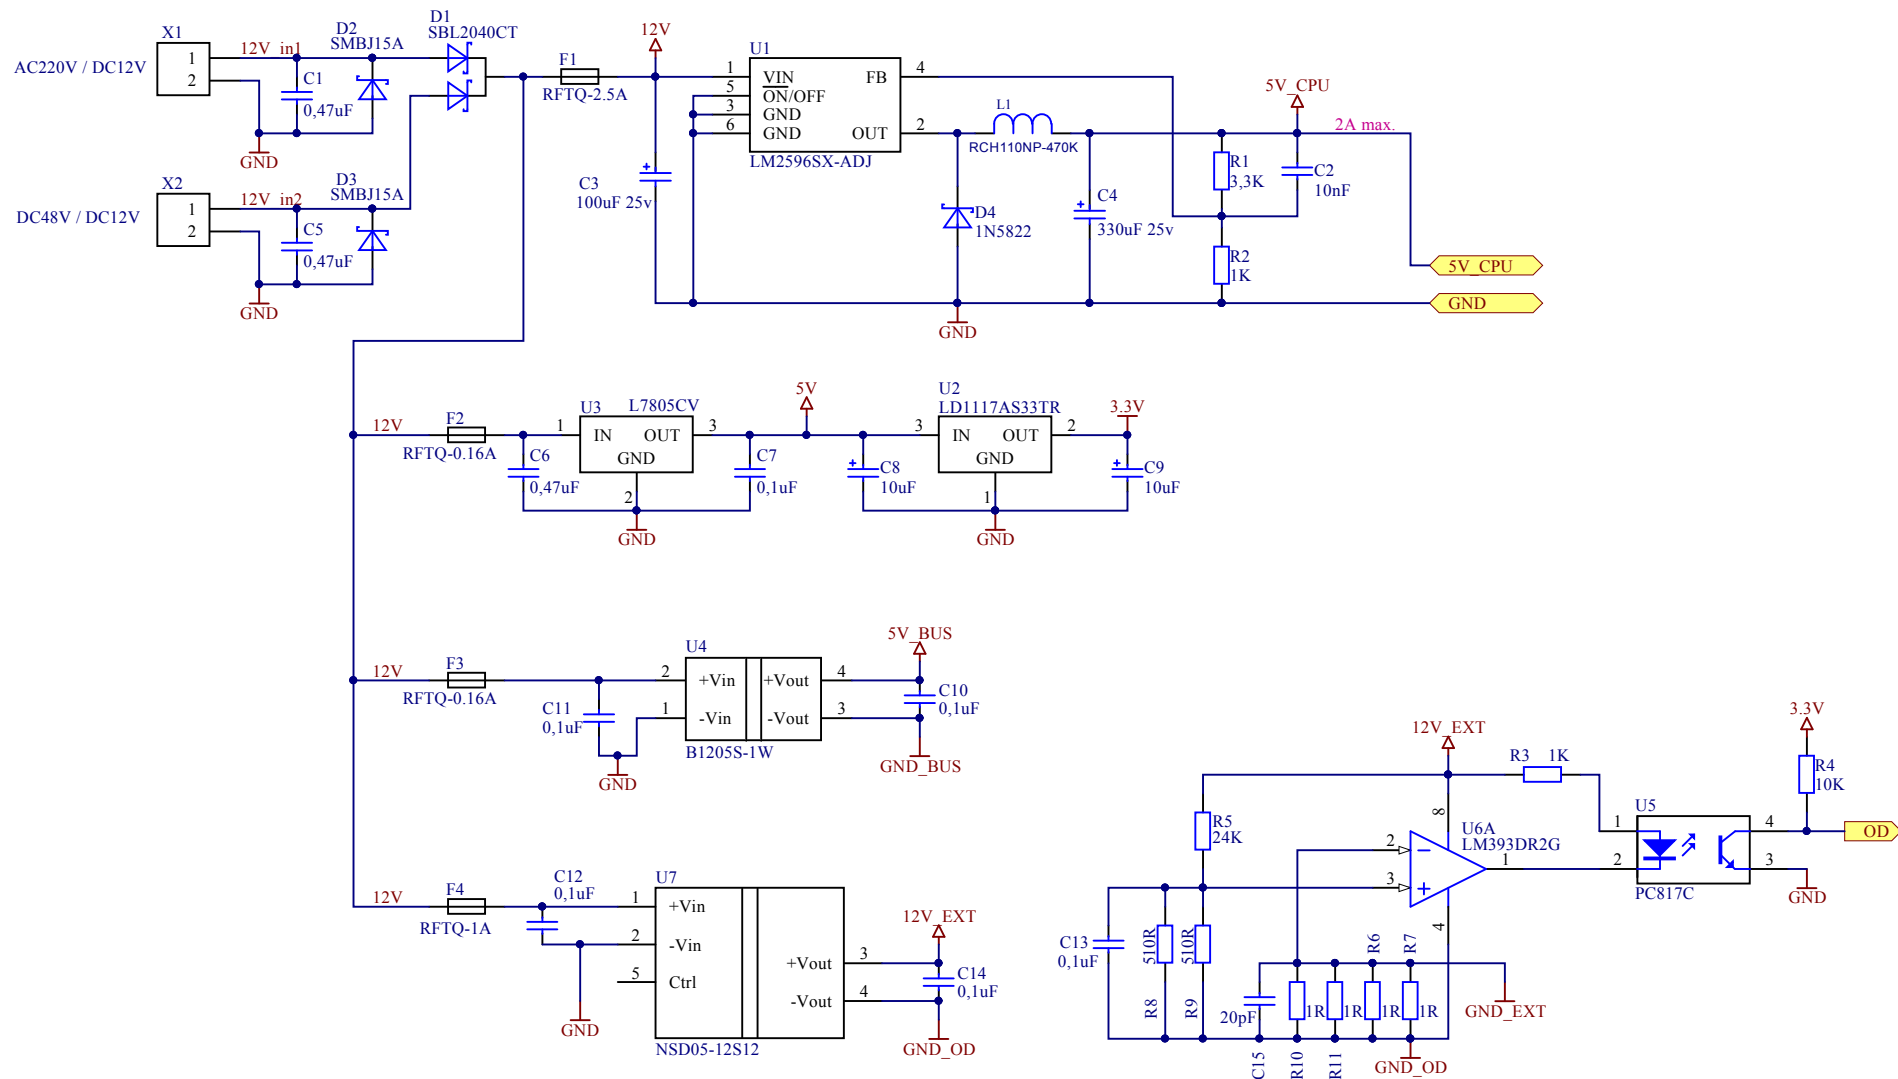 X1
AC220V / DC12V
1
2
12V_in1
C1
0,47uF
GND
D2
SMBJ15A
D1
SBL2040CT
X2
DC48V / DC12V
1
2
12V_in2
C5
0,47uF
GND
D3
SMBJ15A
F1
RFTQ-2.5A
12V
C3
100uF 25v
U1
1
5
3
6
VIN
ON/OFF
GND
GND
FB
OUT
4
2
LM2596SX-ADJ
L1
RCH110NP-470K
D4
1N5822
GND
C4
330uF 25v
R1
3,3K
R2
1K
C2
10nF
5V_CPU
2A max.
5V_CPU
GND
12V
F2
RFTQ-0.16A
C6
0,47uF
U3
L7805CV
1
IN
OUT
GND
3
2
GND
C7
0,1uF
5V
C8
10uF
U2
LD1117AS33TR
3
IN
OUT
GND
2
1
GND
3.3V
C9
10uF
12V
F3
RFTQ-0.16A
C11
0,1uF
GND
U4
2
1
+Vin
-Vin
+Vout
-Vout
4
3
B1205S-1W
5V_BUS
C10
0,1uF
GND_BUS
12V
F4
RFTQ-1A
C12
0,1uF
GND
U7
1
2
5
+Vin
-Vin
Ctrl
+Vout
-Vout
3
4
NSD05-12S12
12V_EXT
C14
0,1uF
GND_OD
12V_EXT
R3 1K
R5
24K
8
U6A
LM393DR2G
2
3
1
4
C13
0,1uF
510R
R8
510R
R9
20pF
C15
1R
R10
1R
R11
1R
R6
1R
R7
GND_EXT
GND_OD
U5
1
2
4
3
PC817C
3.3V
R4
10K
OD
GND